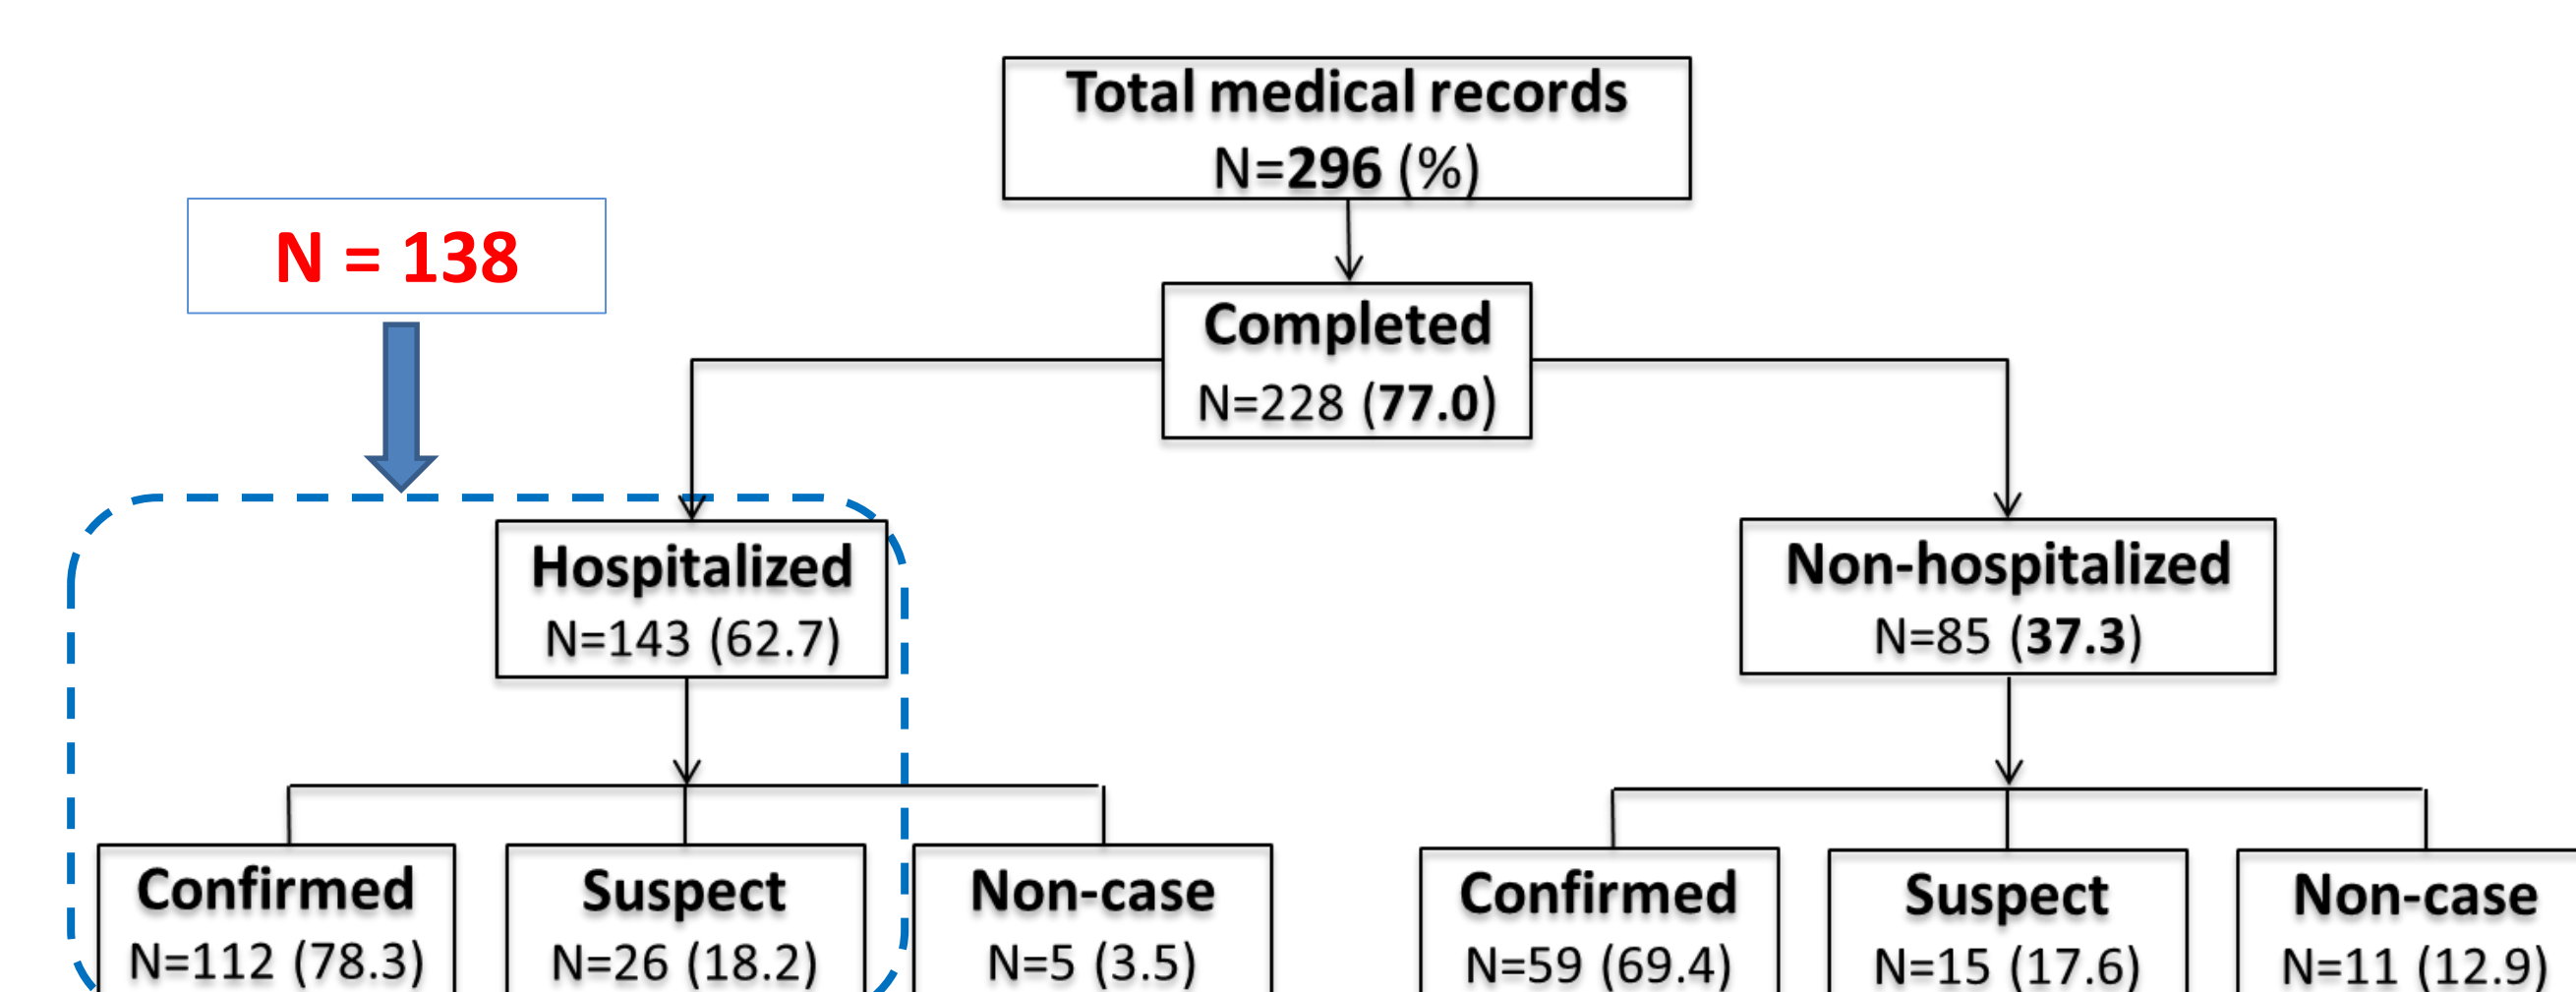 Total medical records
N=296 (%)
N = 138
Completed
N=228 (77.0)
Hospitalized
N=143 (62.7)
Non-hospitalized
N=85 (37.3)
Confirmed
N=112 (78.3)
Suspect
N=26 (18.2)
Non-case
N=5 (3.5)
Confirmed
N=59 (69.4)
Suspect
N=15 (17.6)
Non-case
N=11 (12.9)